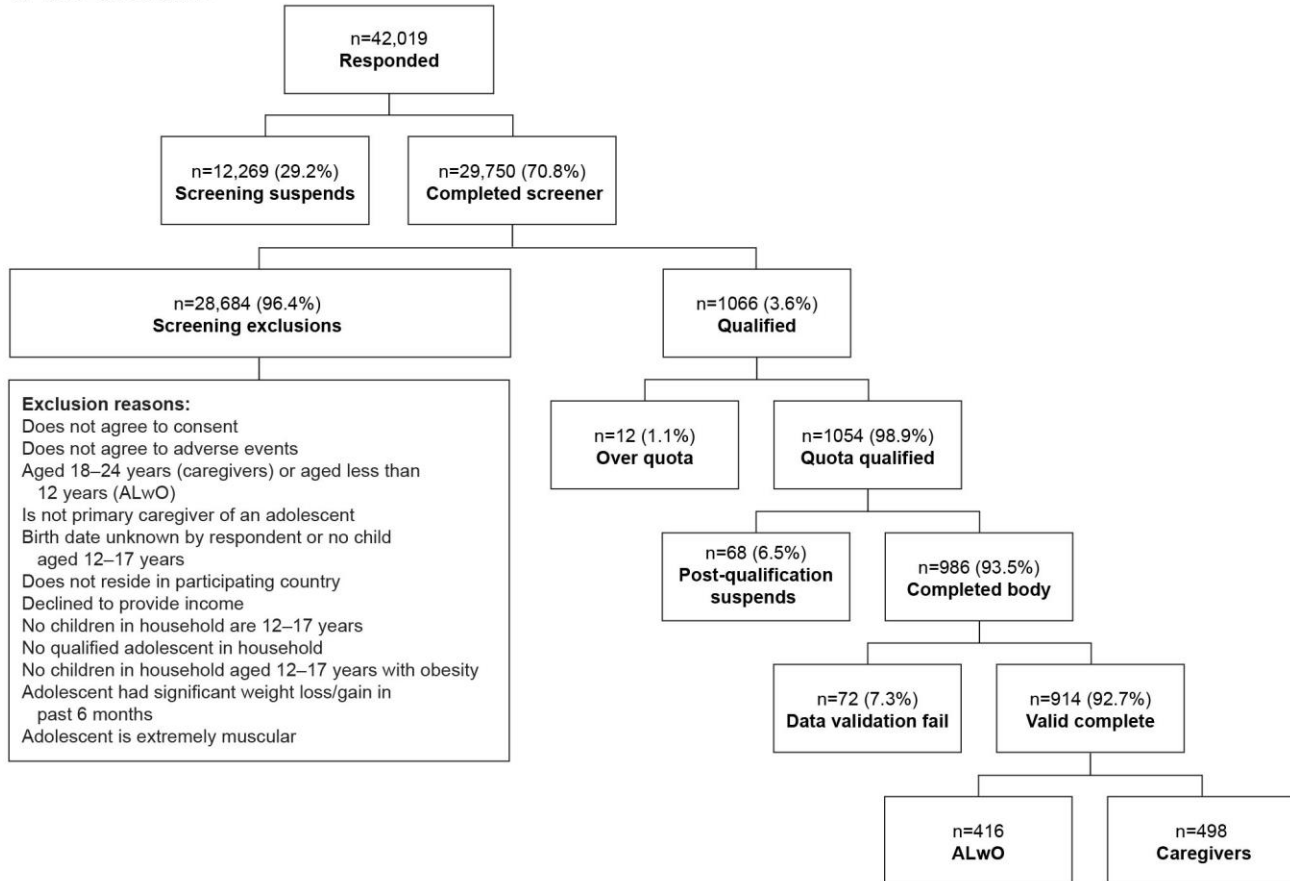 n=42,019
Responded
n=12,269 (29.2%)
Screening suspends
n=29,750 (70.8%)
Completed screener
n=28,684 (96.4%)
Screening exclusions
n=1066 (3.6%)
Qualified
Exclusion reasons:
Does not agree to consent
Does not agree to adverse events
Aged 18–24 years (caregivers) or aged less than
12 years (ALwO)
Is not primary caregiver of an adolescent
Birth date unknown by respondent or no child
aged 12–17 years
Does not reside in participating country
Declined to provide income
No children in household are 12–17 years
No qualified adolescent in household
No children in household aged 12–17 years with obesity
Adolescent had significant weight loss/gain in
past 6 months
Adolescent is extremely muscular
n=12 (1.1%)
Over quota
n=1054 (98.9%)
Quota qualified
n=68 (6.5%)
Post-qualification
suspends
n=986 (93.5%)
Completed body
n=72 (7.3%)
Data validation fail
n=914 (92.7%)
Valid complete
n=416
ALwO
n=498
Caregivers